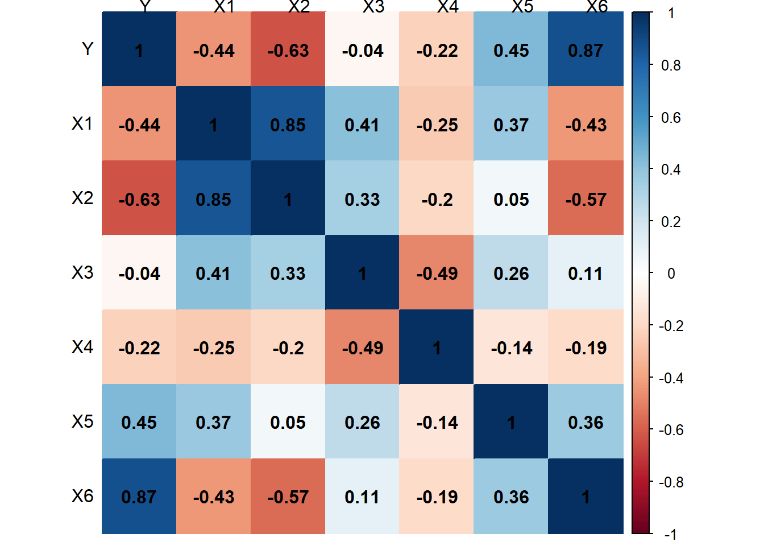 Y X1 X2 X3 X4 X5 X6
Y 1 -0.44 -0.63 -0.04 -0.22 0.45 0.87
X1 -0.44 1 0.85 0.41 -0.25 0.37 -0.43
X2 -0.63 0.85 1 0.33 -0.2 0.05 -0.57
X3 -0.04 0.41 0.33 1 -0.49 0.26 0.11
X4 -0.22 -0.25 -0.2 -0.49 1 -0.14 -0.19
X5 0.45 0.37 0.05 0.26 -0.14 1 0.36
X6 0.87 -0.43 -0.57 0.11 -0.19 0.36 1
1
0.8
0.6
0.4
0.2
0
-0.2
-0.4
-0.6
-0.8
-1